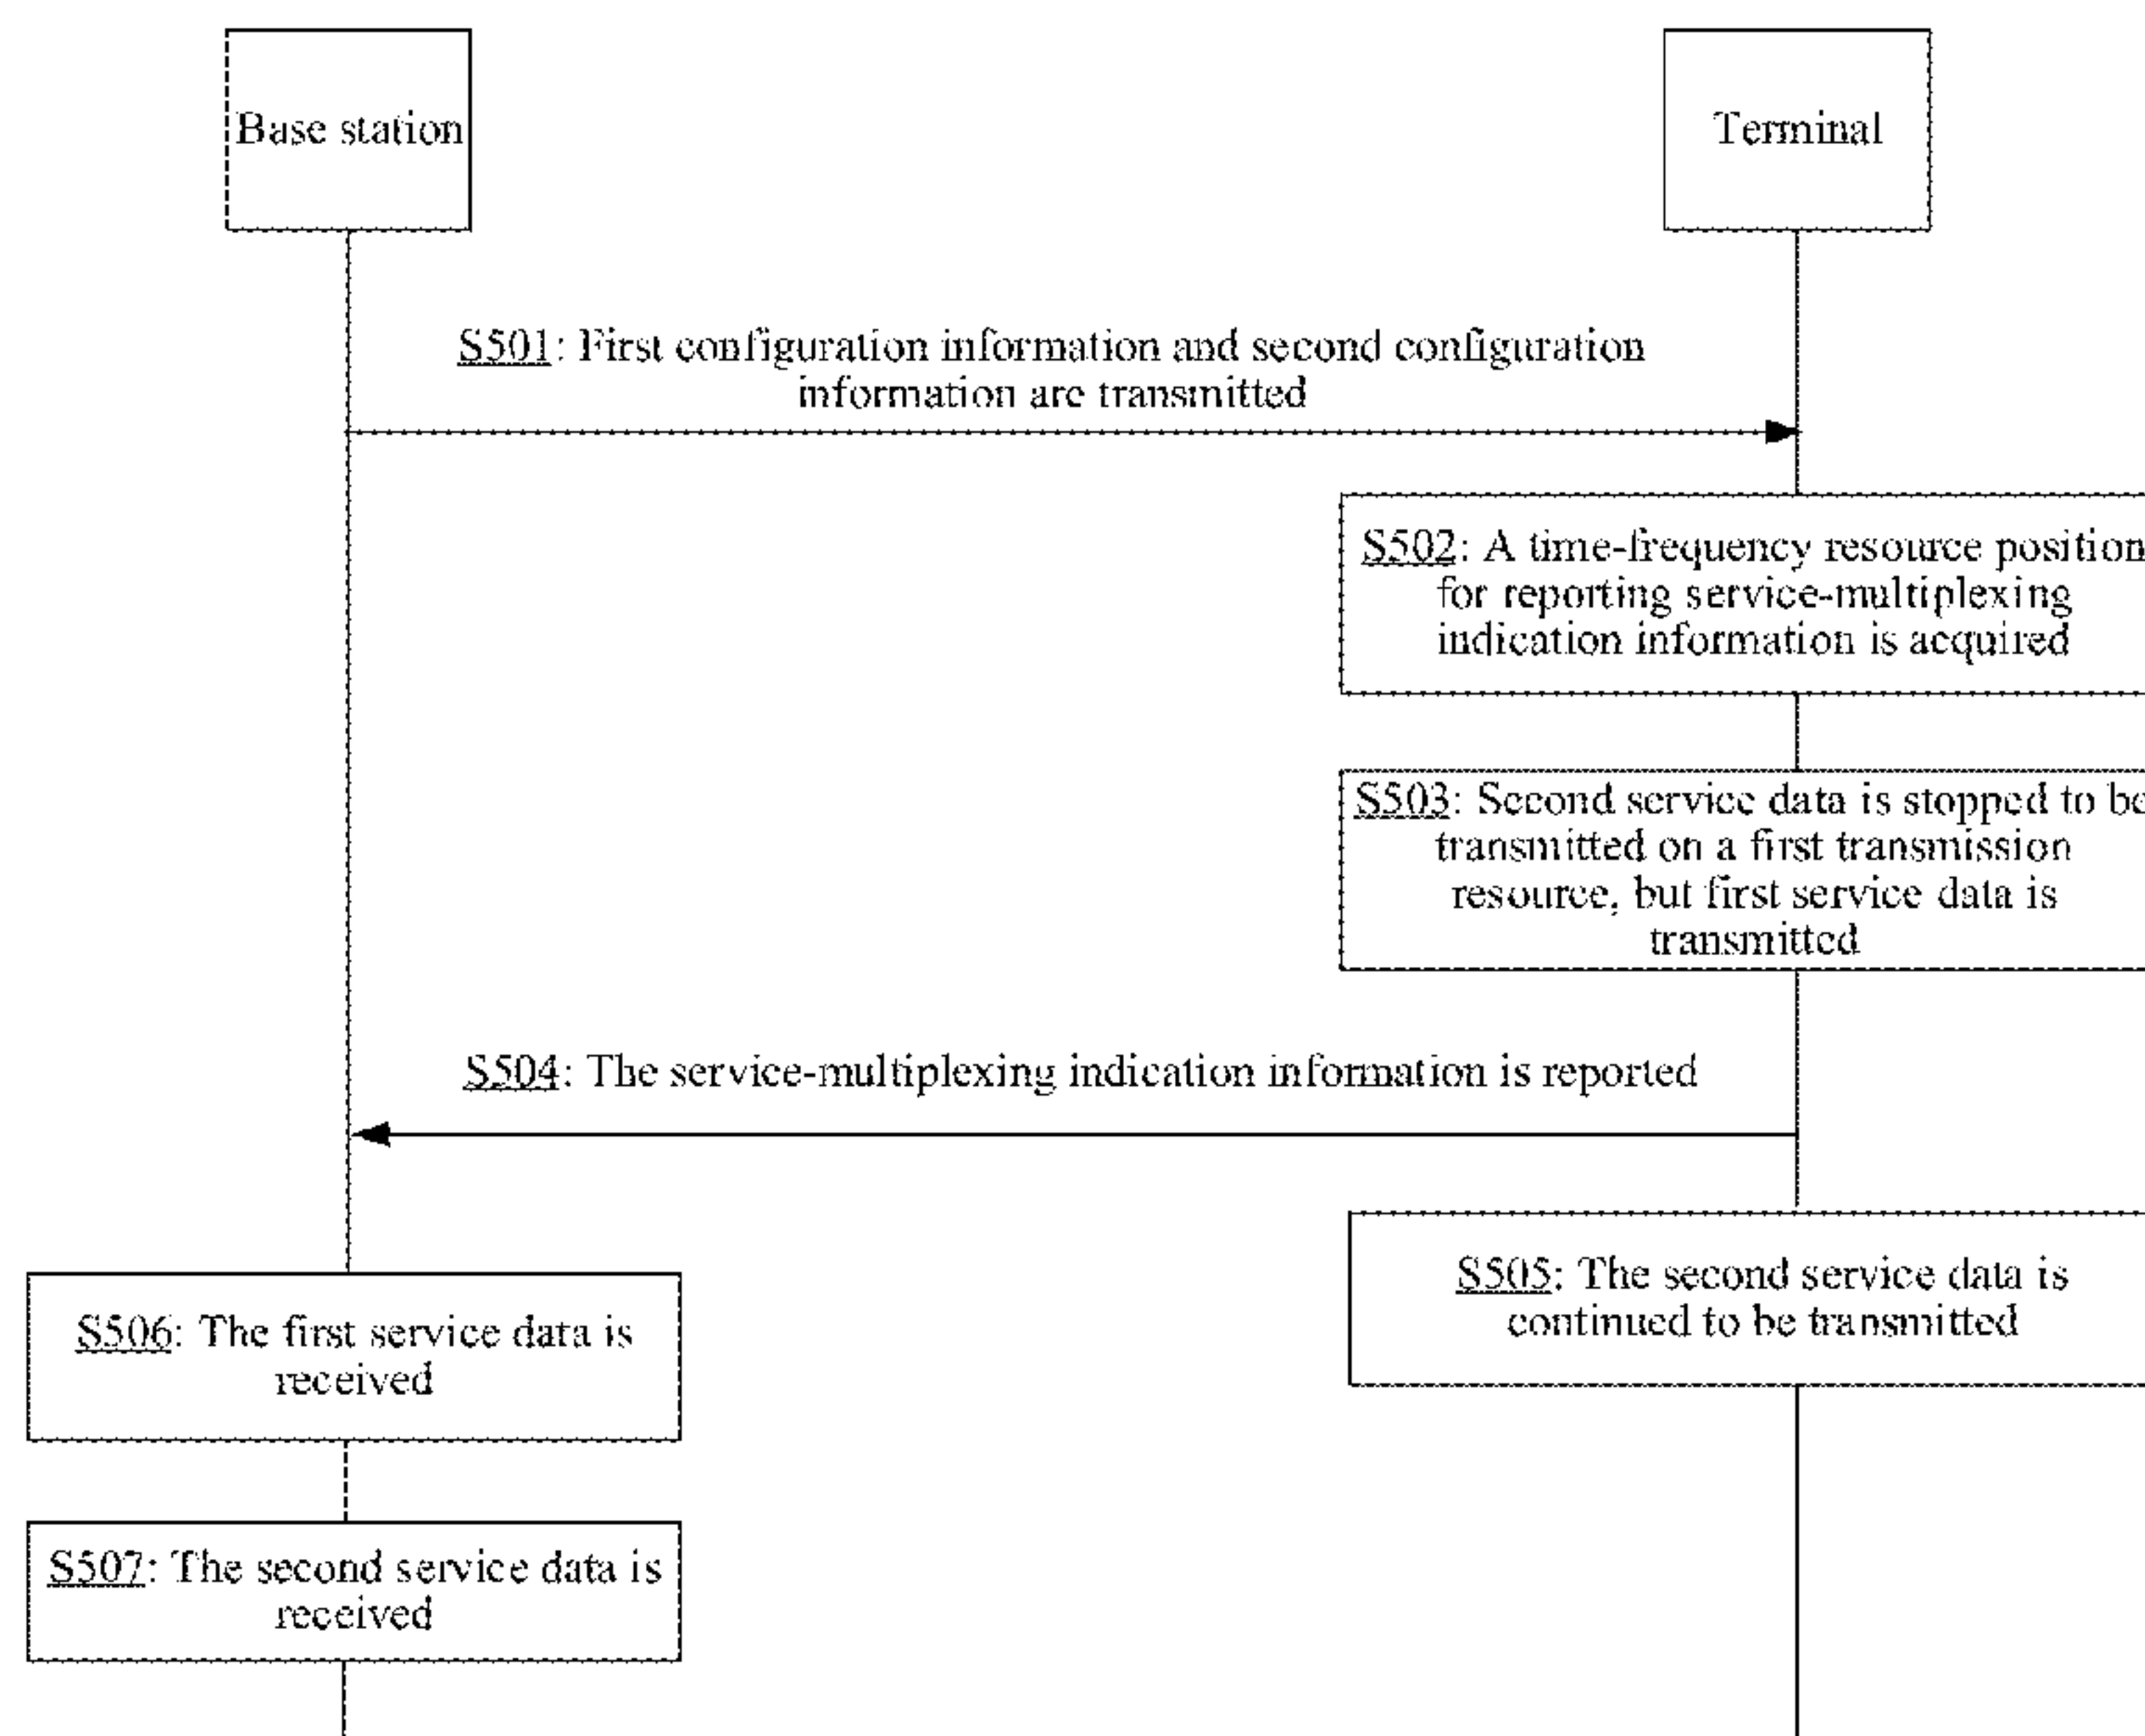 Base station
Terminal
S501: First configuration information and second configuration
information are transmitted
S502: A time-frequency resource position
for reporting service-multiplexing
indication information is acquired
S503: Second service data is stopped to be
transmitted on a first transmission
resource, but first service data is
transmitted
S504: The service-multiplexing indication information is reported
S505: The second service data is
continued to be transmitted
S506: The first service data is
received
S507: The second service data is
received